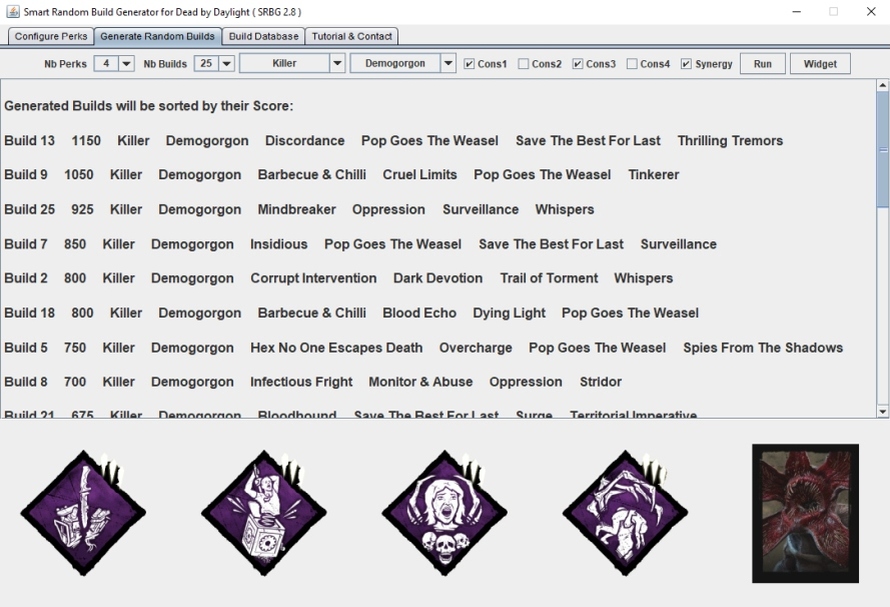 Smart Random Build Generator for Dead by Daylight ( SRBG 2.8 )
Configure Perks Generate Random Builds Build Database Tutorial & Contact
Nb Perks 4 Nb Builds 25 Killer Demogorgon Cons1 Cons2 Cons3 Cons4 Synergy Run Widget
Generated Builds will be sorted by their Score:
Build 13 1150 Killer Demogorgon Discordance Pop Goes The Weasel Save The Best For Last Thrilling Tremors
Build 9 1050 Killer Demogorgon Barbecue & Chilli Cruel Limits Pop Goes The Weasel Tinkerer
Build 25 925 Killer Demogorgon Mindbreaker Oppression Surveillance Whispers
Build 7 850 Killer Demogorgon Insidious Pop Goes The Weasel Save The Best For Last Surveillance
Build 2 800 Killer Demogorgon Corrupt Intervention Dark Devotion Trail of Torment Whispers
Build 18 800 Killer Demogorgon Barbecue & Chilli Blood Echo Dying Light Pop Goes The Weasel
Build 5 750 Killer Demogorgon Hex No One Escapes Death Overcharge Pop Goes The Weasel Spies From The Shadows
Build 8 700 Killer Demogorgon Infectious Fright Monitor & Abuse Oppression Stridor
Build 21 675 Killer Demogorgon Bloodhound Save The Best For Last Surge Territorial Imperative